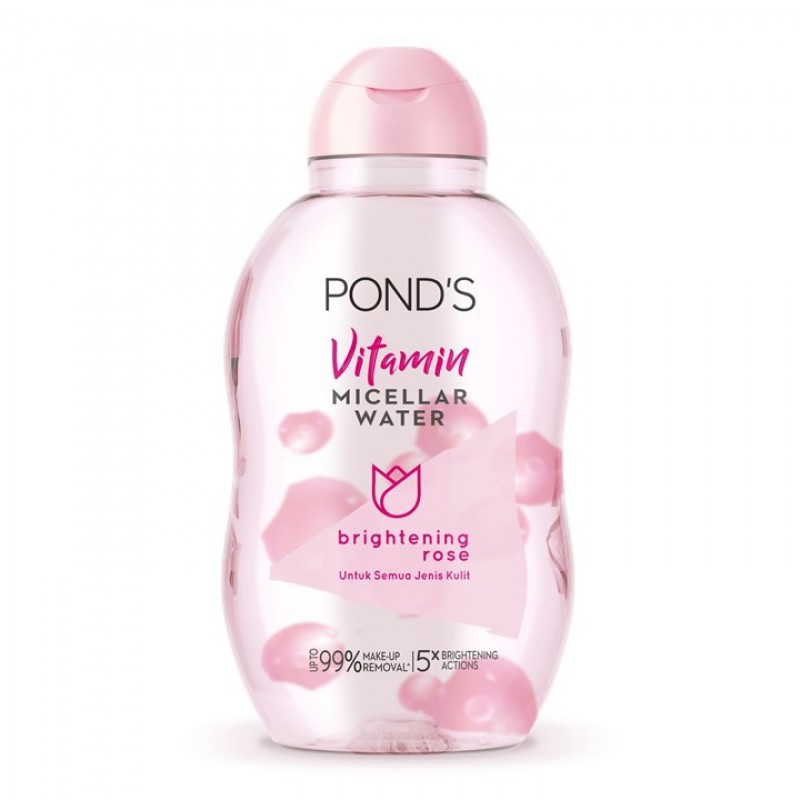 POND'S
Vitamin
MICELLAR
WATER
brightening
rose
Untuk Semua Jenis Kulit
UP TO 99% MAKE-UP REMOVAL^ | 5X BRIGHTENING ACTIONS